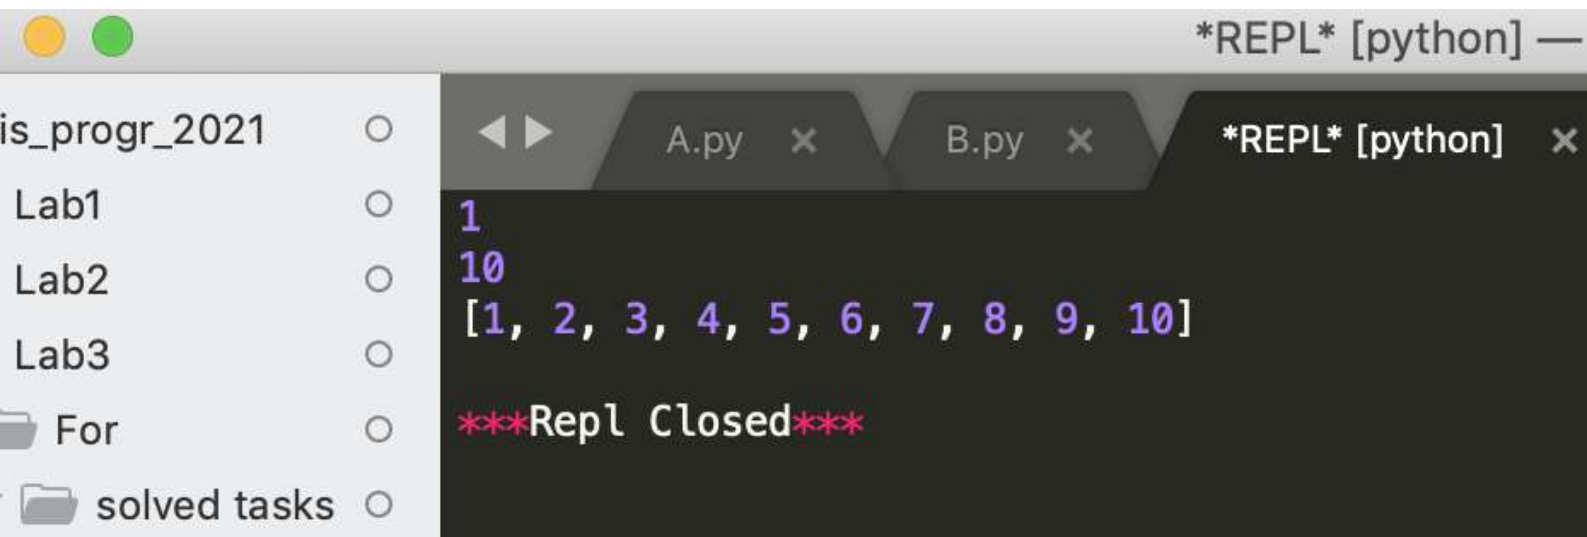 *REPL* [python] —
is_progr_2021
Lab1
Lab2
Lab3
For
solved tasks
A.py
B.py
*REPL* [python]
1
10
[1, 2, 3, 4, 5, 6, 7, 8, 9, 10]
***Repl Closed***